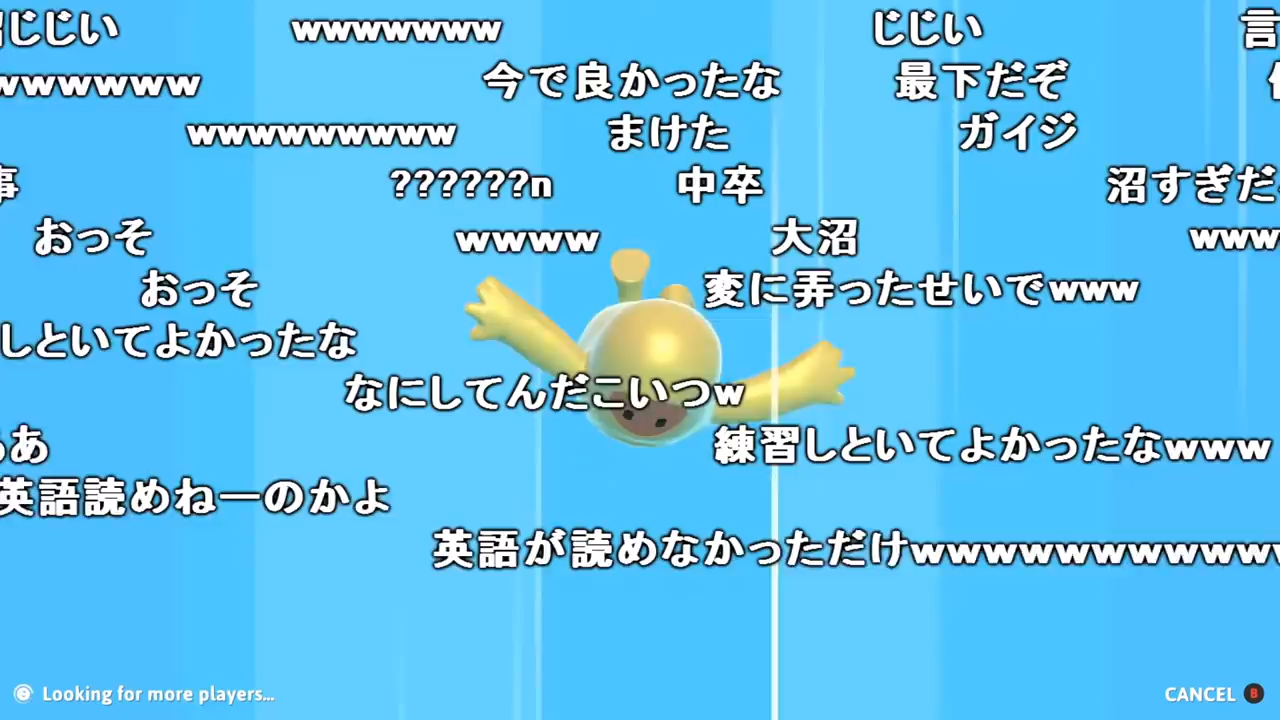 じじい wwwwwwww じじい 言
wwwwwww 今で良かったな 最下だぞ
wwwwwwwwww まけた ガイジ
事 ??????n 中卒 沼すぎだ
おっそ wwww 大沼 www
おっそ 変に弄ったせいでwww
しといてよかったな
なにしてんだこいつw
あ 練習しといてよかったなwww
英語読めねーのかよ
英語が読めなかっただけwwwwwwwwwwww
Looking for more players... CANCEL B